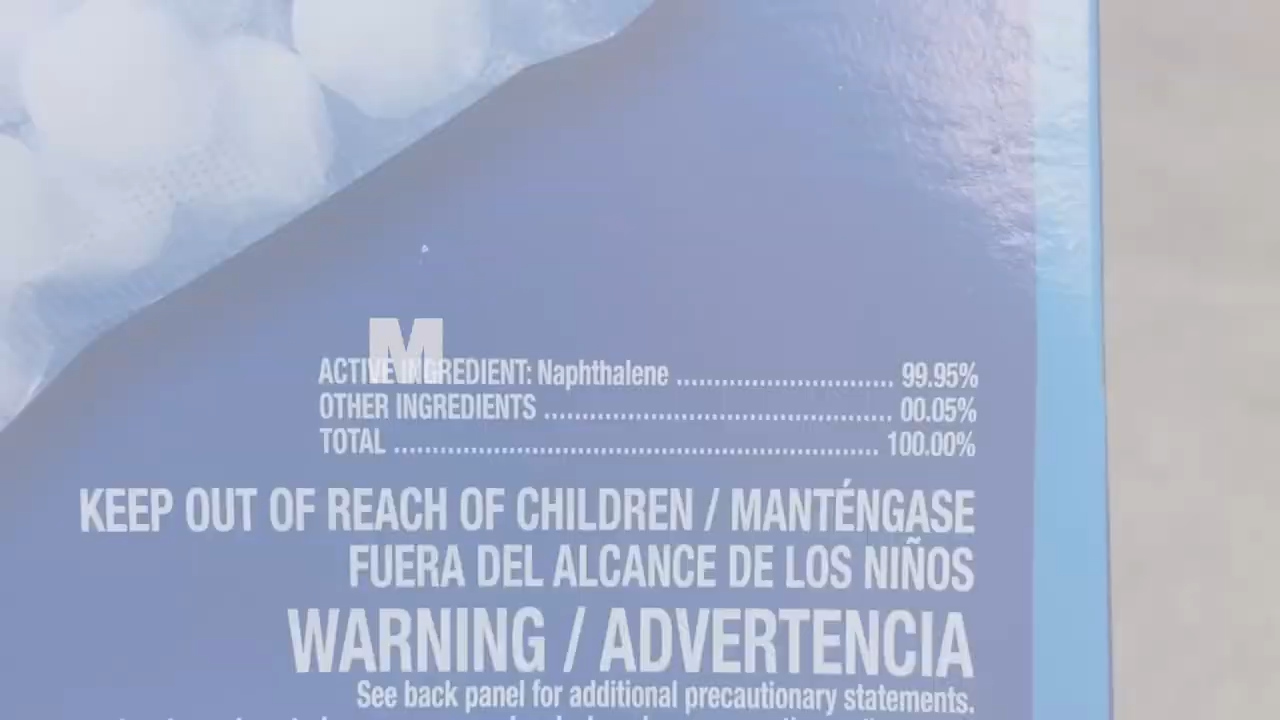 M
ACTIVE INGREDIENT: Naphthalene ............................ 99.95%
OTHER INGREDIENTS ............................................ 00.05%
TOTAL ............................................................. 100.00%
KEEP OUT OF REACH OF CHILDREN / MANTÉNGASE
FUERA DEL ALCANCE DE LOS NIÑOS
WARNING / ADVERTENCIA
See back panel for additional precautionary statements.